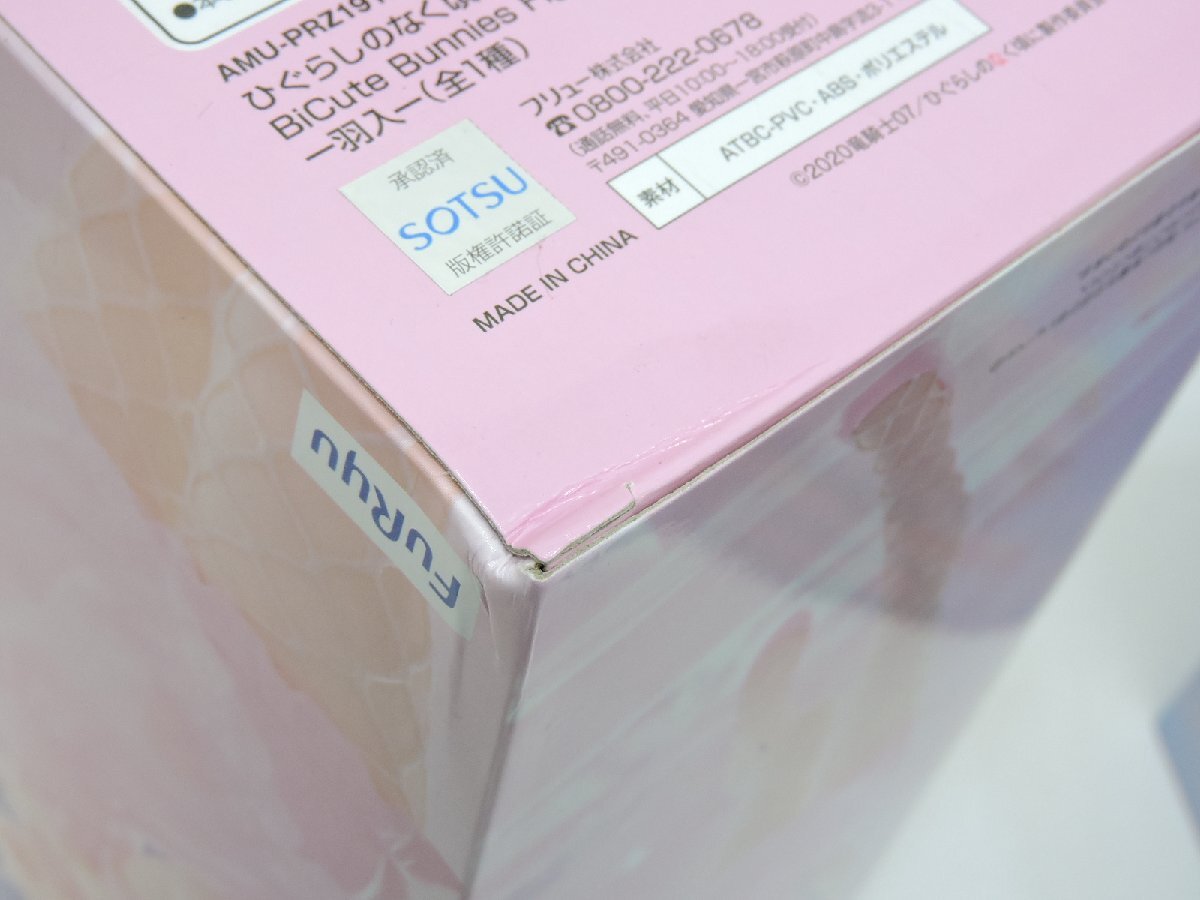 AMU-PRZ191
ひぐらしのなく頃
BiCute Bunnies
ー羽入ー(全1種)
承認済
SOTSU
版権許諾証
フリュー株式会社
☎0800-222-0678
(通話無料、平日10:00~18:00受付)
〒491-0364 愛知県一宮市萩原町中島字流3-1
素材
ATBC-PVC・ABS・ポリエステル
©2020竜騎士07/ひぐらしのなく頃に製作委員会
MADE IN CHINA
FURYU